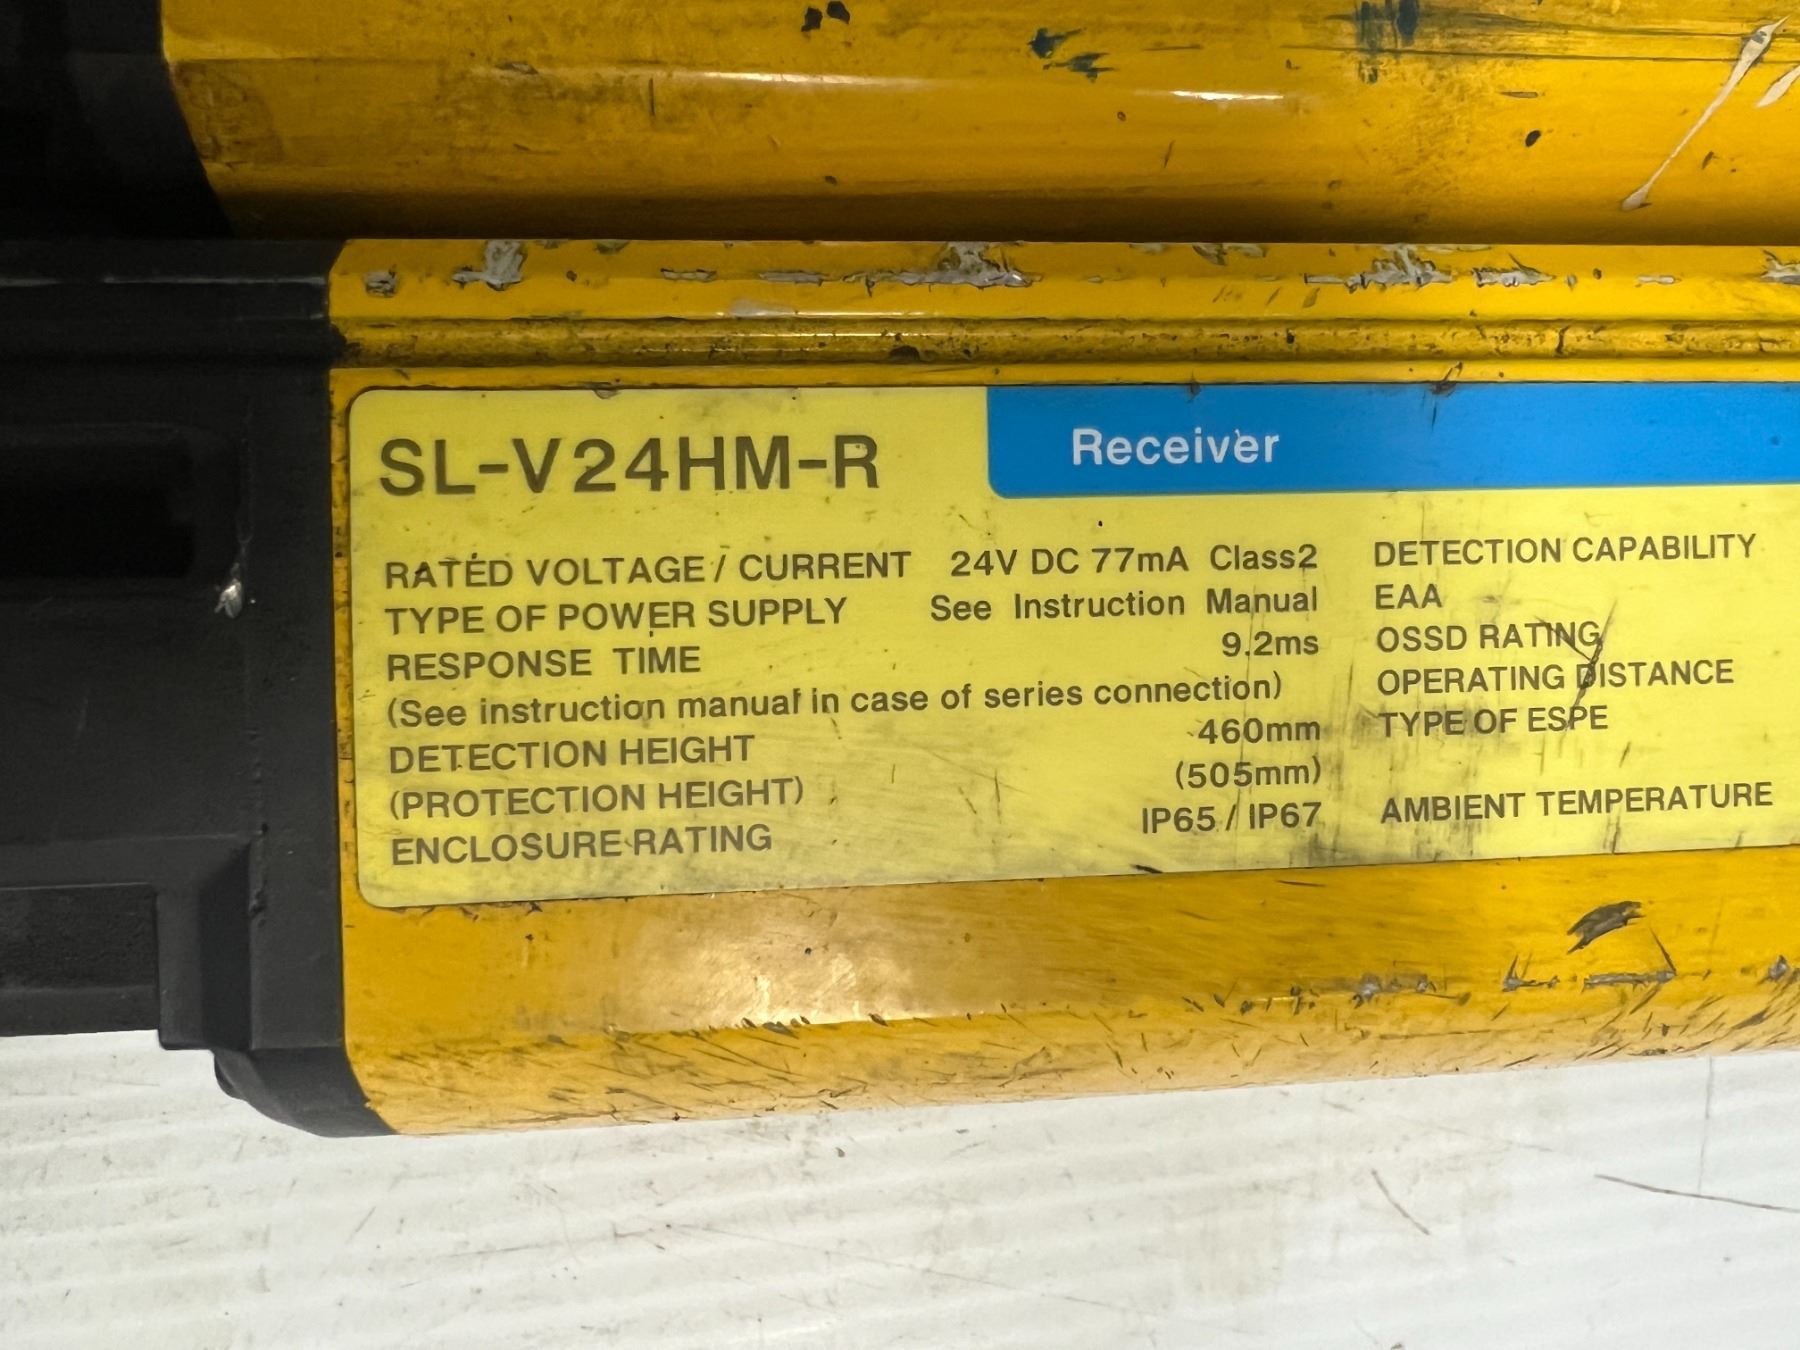 SL-V24HM-R
Receiver
RATED VOLTAGE / CURRENT 24V DC 77mA Class2
TYPE OF POWER SUPPLY See Instruction Manual
RESPONSE TIME 9.2ms
(See instruction manual in case of series connection)
DETECTION HEIGHT 460mm
(PROTECTION HEIGHT) (505mm)
ENCLOSURE RATING IP65 / IP67
DETECTION CAPABILITY
EAA
OSSD RATING
OPERATING DISTANCE
TYPE OF ESPE
AMBIENT TEMPERATURE